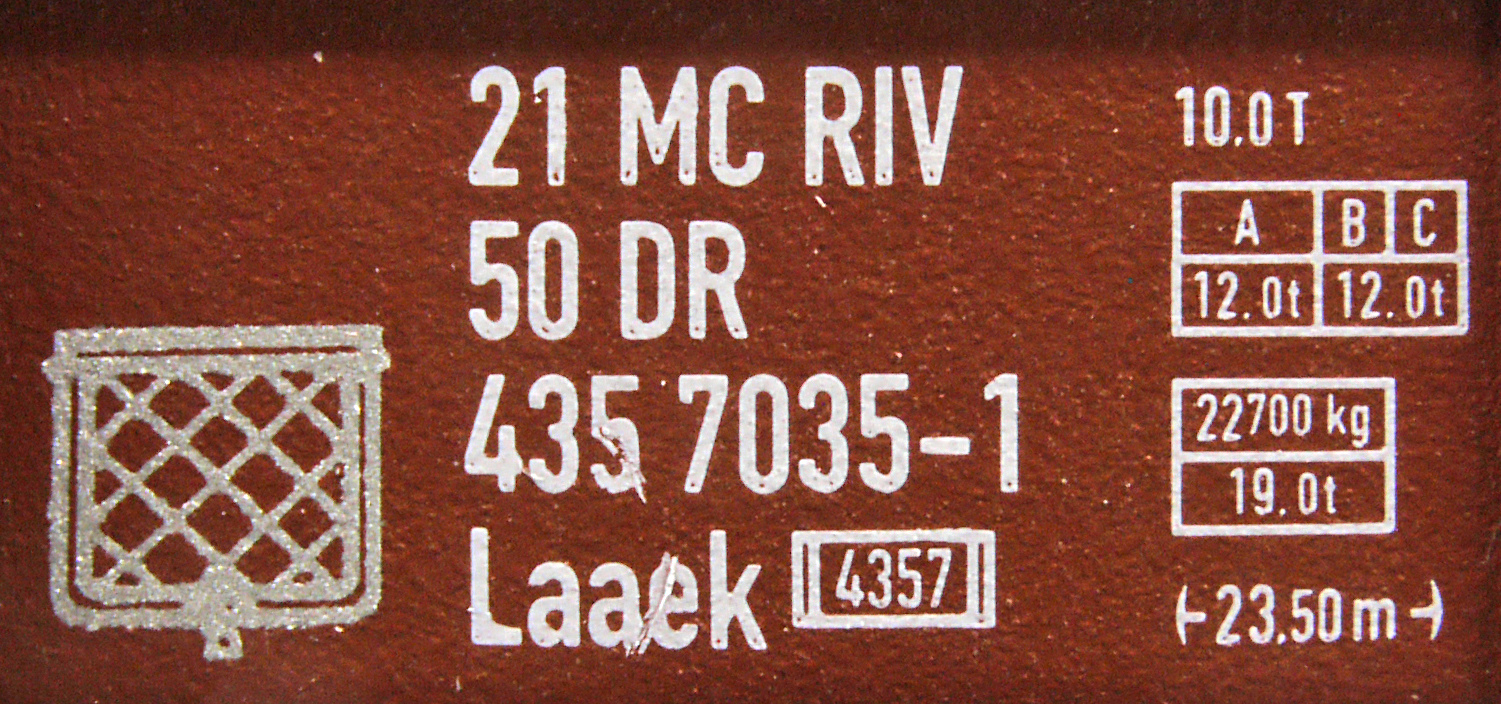 21 MC RIV
50 DR
435 7035-1
Laaek 4357
10.0 T
A B C
12.0t 12.0t
22700 kg
19.0t
23.50 m